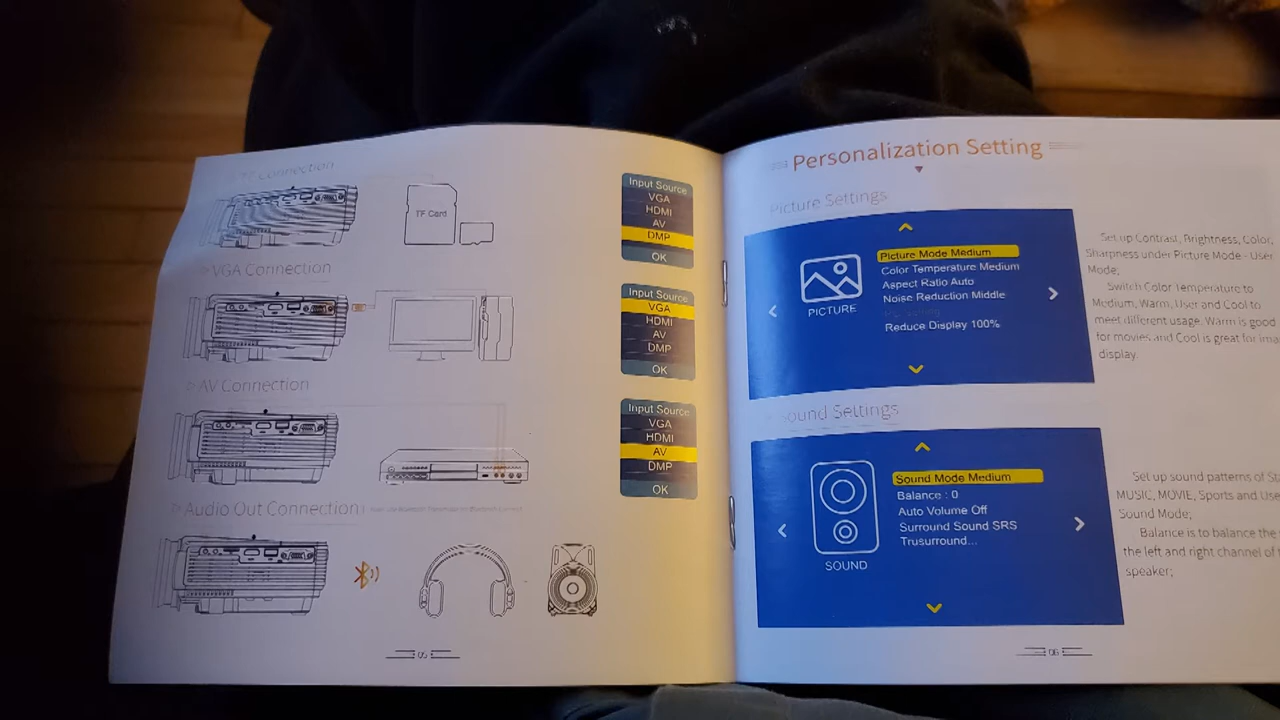 TF Connection
TF Card
Input Source
VGA
HDMI
AV
DMP
OK
VGA Connection
Input Source
VGA
HDMI
AV
DMP
OK
AV Connection
Input Source
VGA
HDMI
AV
DMP
OK
Audio Out Connection
05
Personalization Setting
Picture Settings
PICTURE
Picture Mode Medium
Color Temperature Medium
Aspect Ratio Auto
Noise Reduction Middle
Reduce Display 100%
Set up Contrast, Brightness, Color,
Sharpness under Picture Mode - User
Mode;
Switch Color Temperature to
Medium, Warm, User and Cool to
meet different usage. Warm is good
for movies and Cool is great for ima
display.
Sound Settings
SOUND
Sound Mode Medium
Balance : 0
Auto Volume Off
Surround Sound SRS
Trusurround...
Set up sound patterns of St
MUSIC, MOVIE, Sports and Use
Sound Mode;
Balance is to balance the
the left and right channel of
speaker;
06